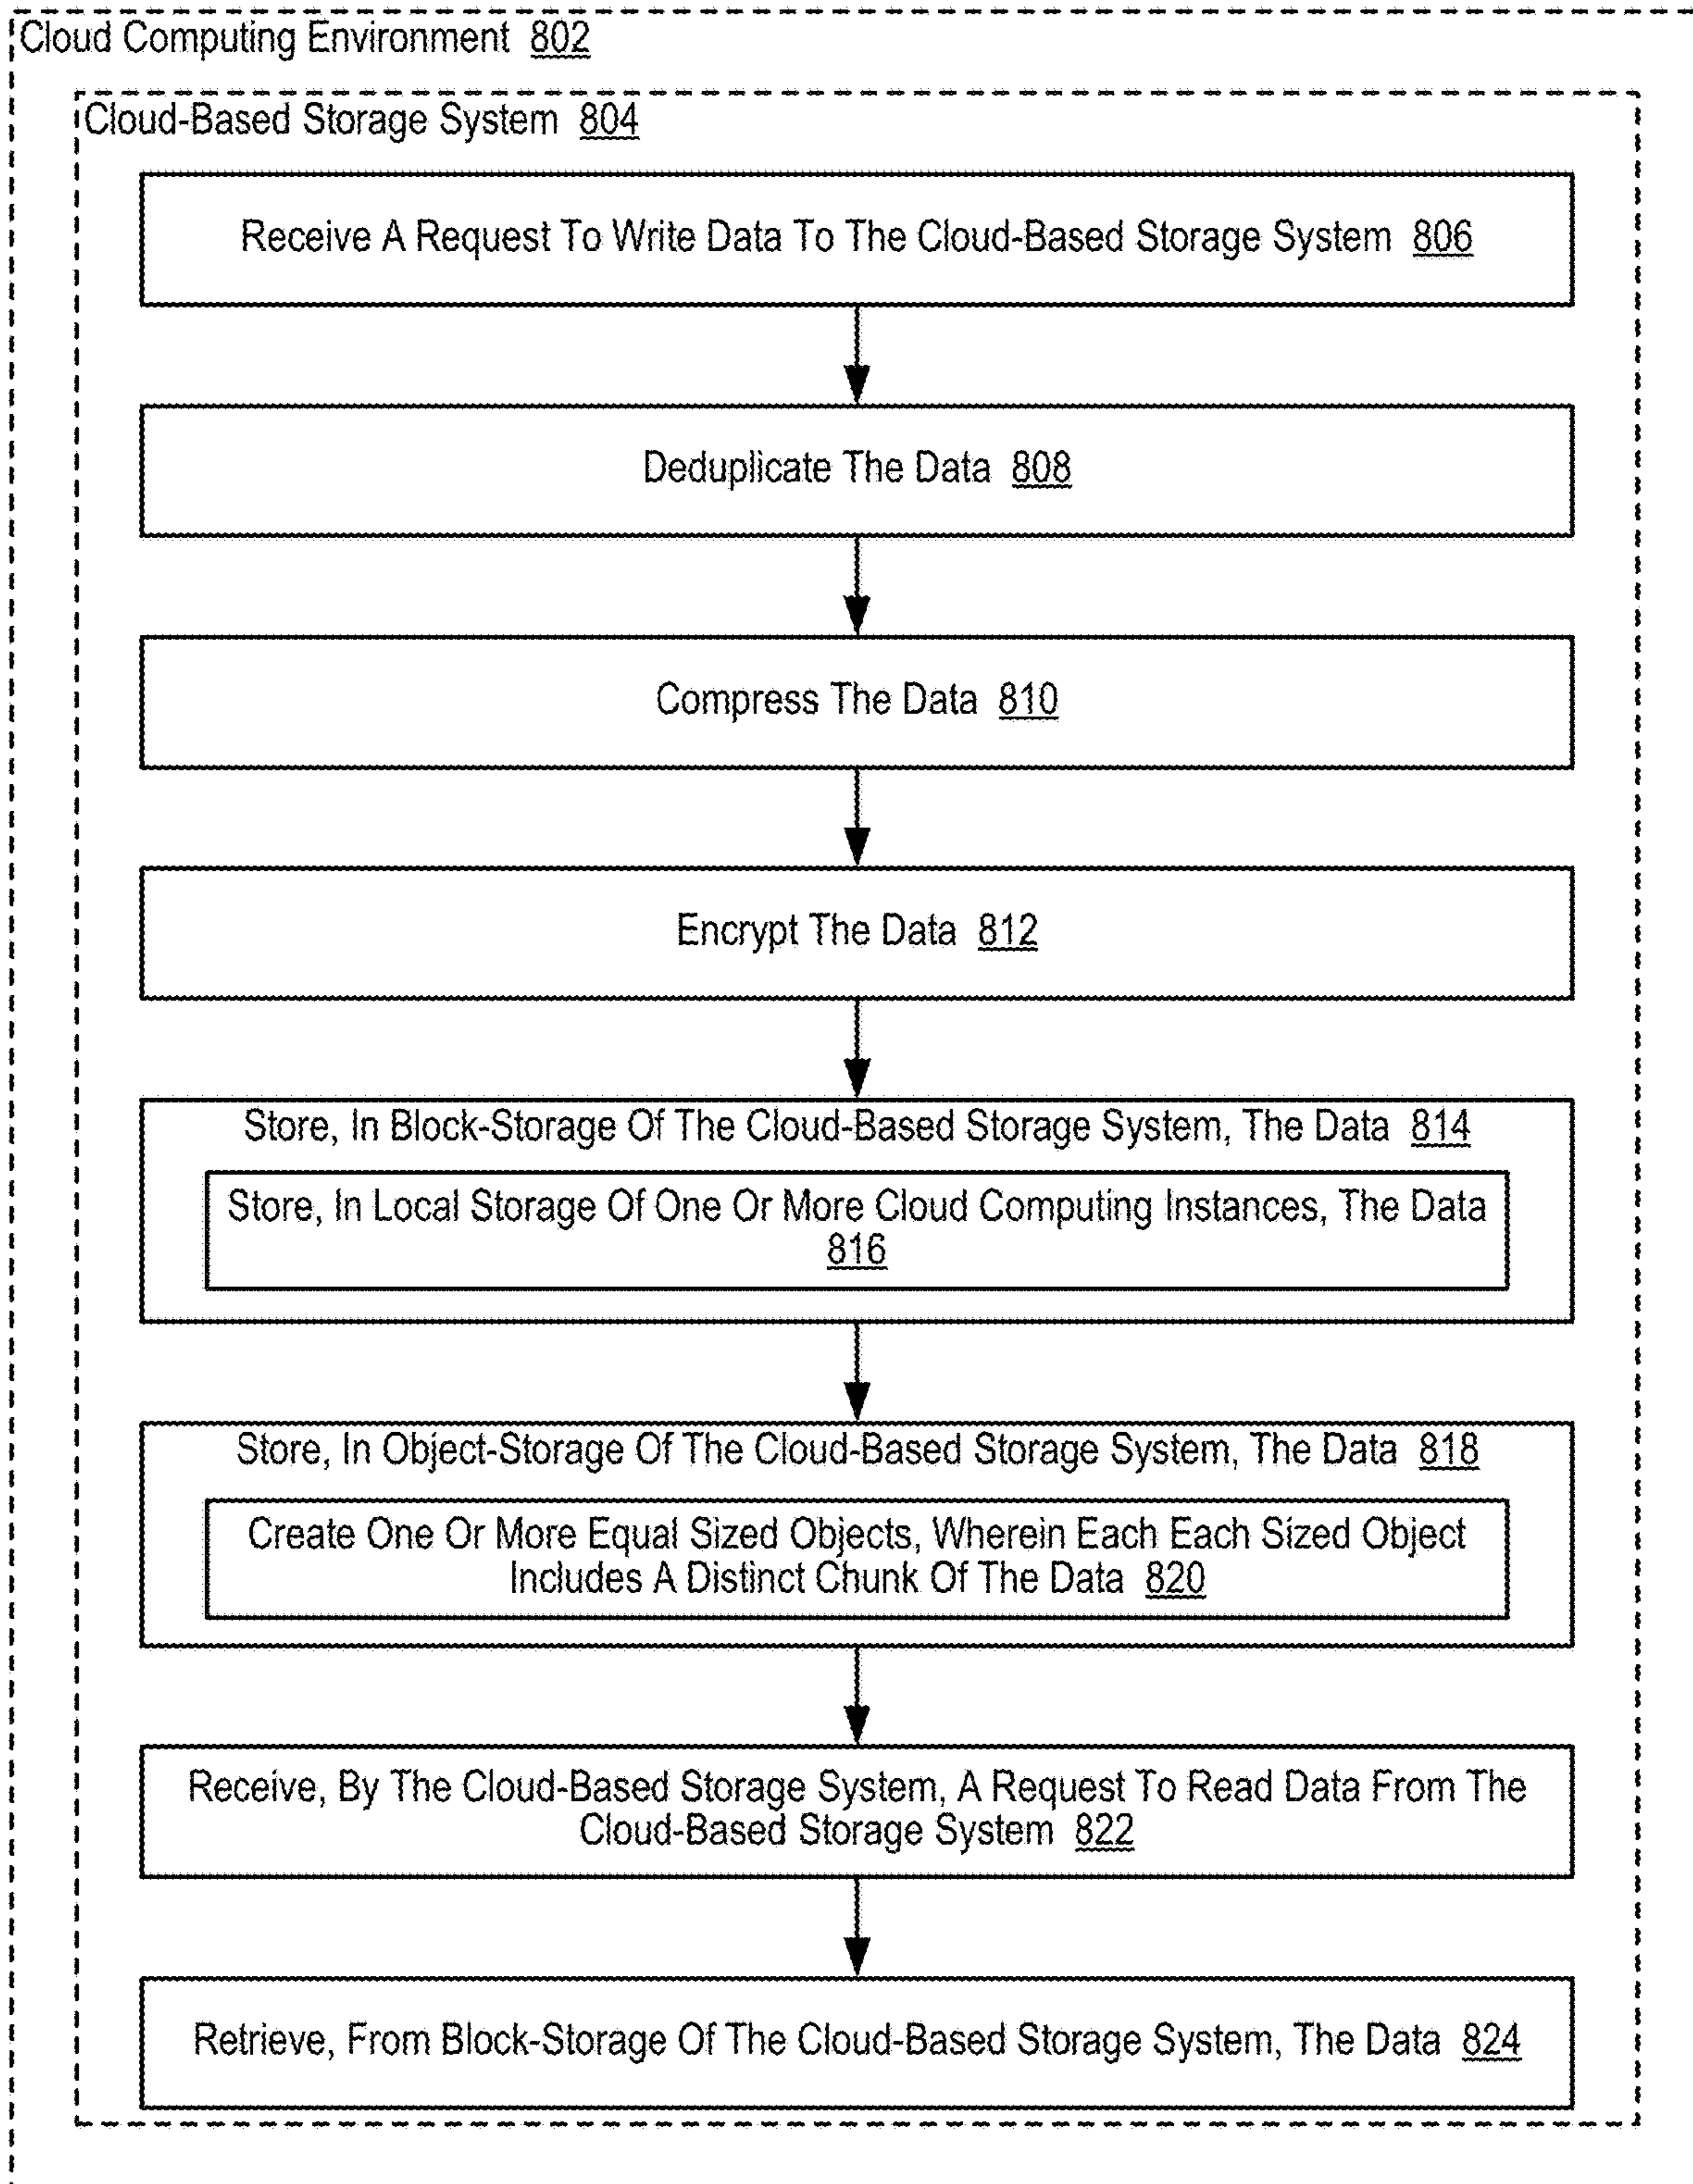 Cloud Computing Environment 802
Cloud-Based Storage System 804
Receive A Request To Write Data To The Cloud-Based Storage System 806
Deduplicate The Data 808
Compress The Data 810
Encrypt The Data 812
Store, In Block-Storage Of The Cloud-Based Storage System, The Data 814
Store, In Local Storage Of One Or More Cloud Computing Instances, The Data
816
Store, In Object-Storage Of The Cloud-Based Storage System, The Data 818
Create One Or More Equal Sized Objects, Wherein Each Each Sized Object
Includes A Distinct Chunk Of The Data 820
Receive, By The Cloud-Based Storage System, A Request To Read Data From The
Cloud-Based Storage System 822
Retrieve, From Block-Storage Of The Cloud-Based Storage System, The Data 824